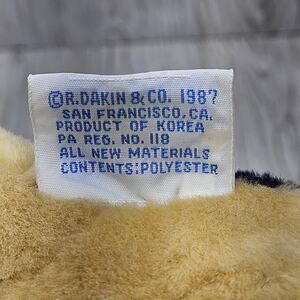 ©R.DAKIN & CO. 1987
SAN FRANCISCO, CA.
PRODUCT OF KOREA
PA REG. NO. 118
ALL NEW MATERIALS
CONTENTS:POLYESTER